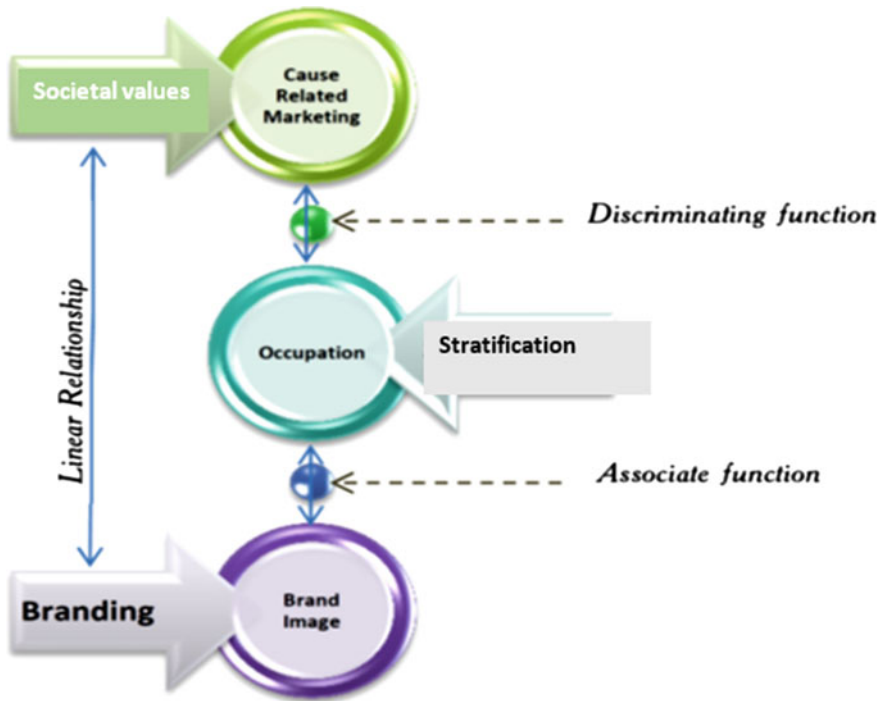 Societal values
Cause
Related
Marketing
Discriminating function
Linear Relationship
Occupation
Stratification
Associate function
Branding
Brand
Image